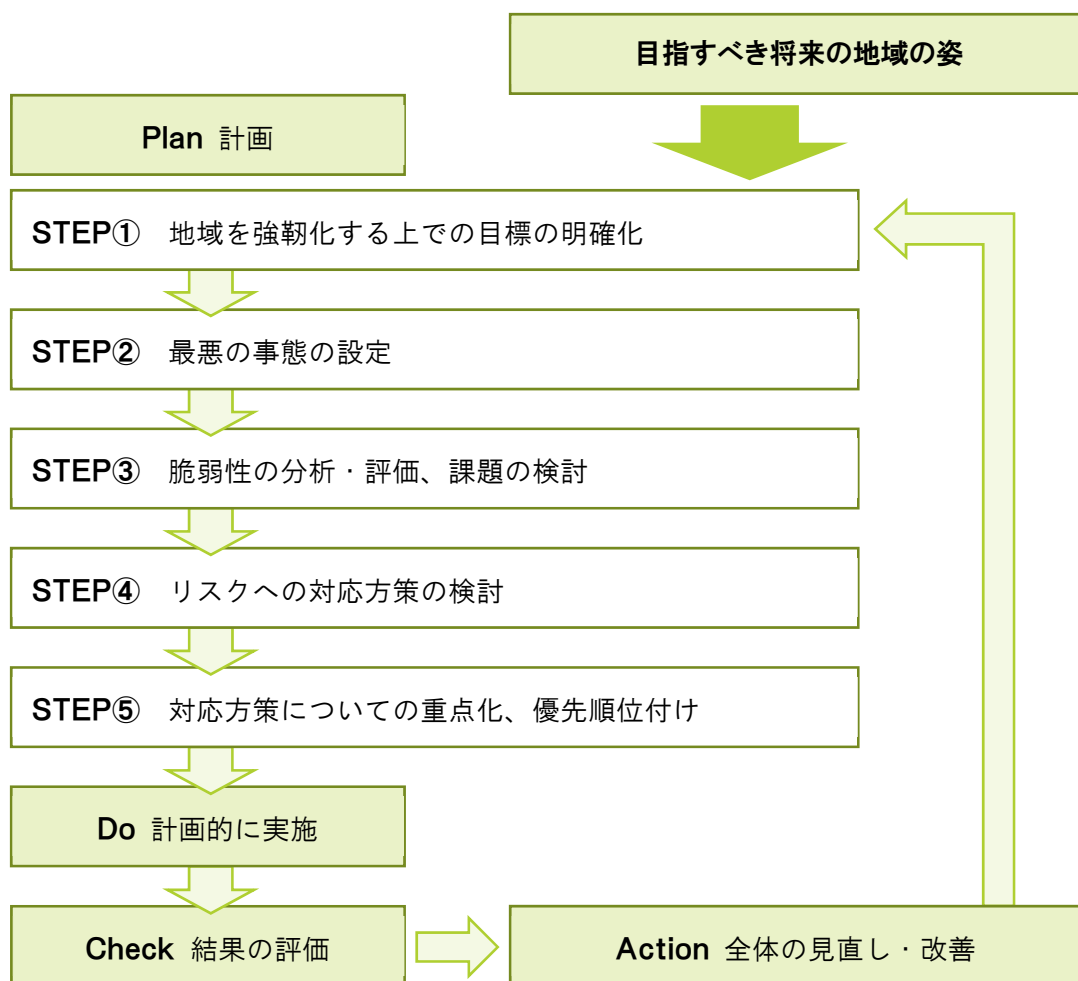 目指すべき将来の地域の姿
Plan 計画
STEP① 地域を強靭化する上での目標の明確化
STEP② 最悪の事態の設定
STEP③ 脆弱性の分析・評価、課題の検討
STEP④ リスクへの対応方策の検討
STEP⑤ 対応方策についての重点化、優先順位付け
Do 計画的に実施
Check 結果の評価
Action 全体の見直し・改善